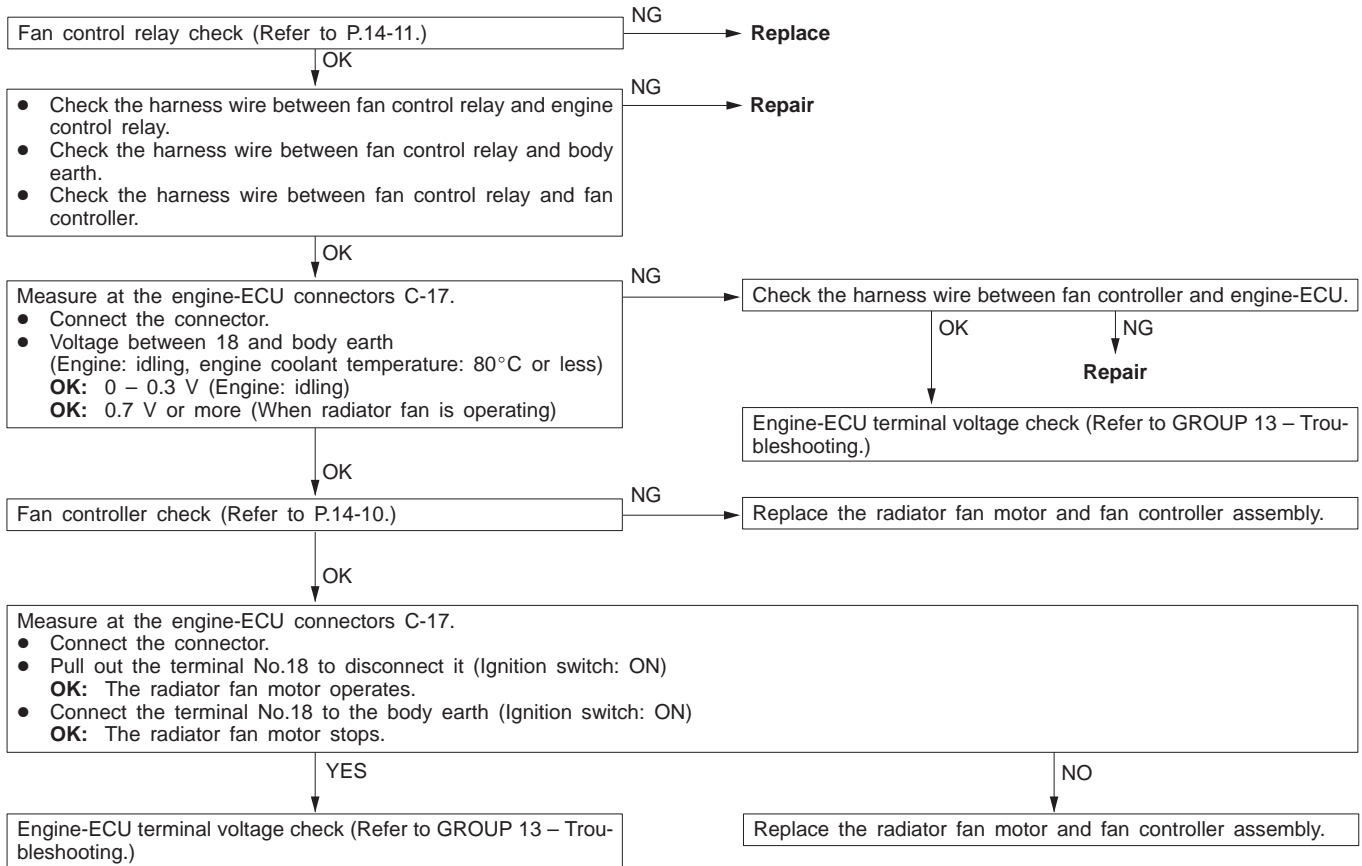 Fan control relay check (Refer to P.14-11.)
NG
Replace
OK
● Check the harness wire between fan control relay and engine
control relay.
● Check the harness wire between fan control relay and body
earth.
● Check the harness wire between fan control relay and fan
controller.
NG
Repair
OK
Measure at the engine-ECU connectors C-17.
● Connect the connector.
● Voltage between 18 and body earth
(Engine: idling, engine coolant temperature: 80°C or less)
OK: 0 – 0.3 V (Engine: idling)
OK: 0.7 V or more (When radiator fan is operating)
NG
Check the harness wire between fan controller and engine-ECU.
OK
NG
Repair
Engine-ECU terminal voltage check (Refer to GROUP 13 – Trou-
bleshooting.)
OK
Fan controller check (Refer to P.14-10.)
NG
Replace the radiator fan motor and fan controller assembly.
OK
Measure at the engine-ECU connectors C-17.
● Connect the connector.
● Pull out the terminal No.18 to disconnect it (Ignition switch: ON)
OK: The radiator fan motor operates.
● Connect the terminal No.18 to the body earth (Ignition switch: ON)
OK: The radiator fan motor stops.
YES
NO
Engine-ECU terminal voltage check (Refer to GROUP 13 – Trou-
bleshooting.)
Replace the radiator fan motor and fan controller assembly.